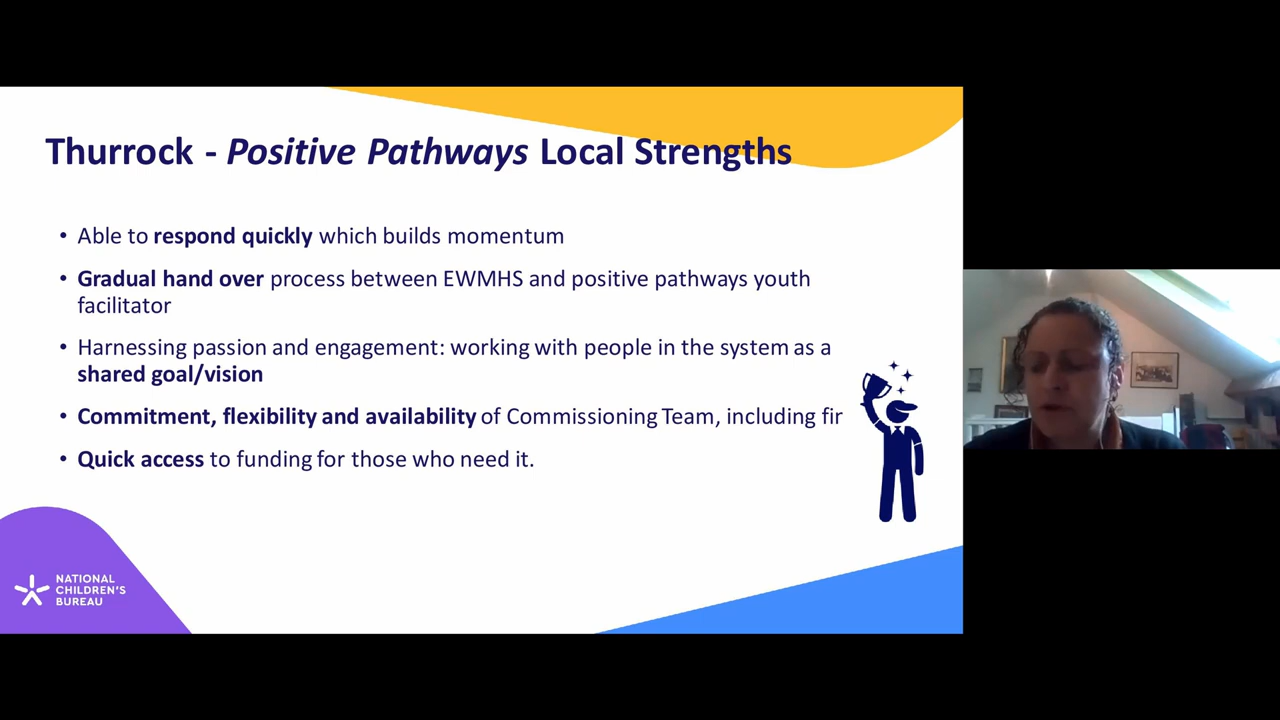 Thurrock - Positive Pathways Local Strengths
• Able to respond quickly which builds momentum
• Gradual hand over process between EWMHS and positive pathways youth
facilitator
• Harnessing passion and engagement: working with people in the system as a
shared goal/vision
• Commitment, flexibility and availability of Commissioning Team, including fir
• Quick access to funding for those who need it.
NATIONAL
CHILDREN'S
BUREAU